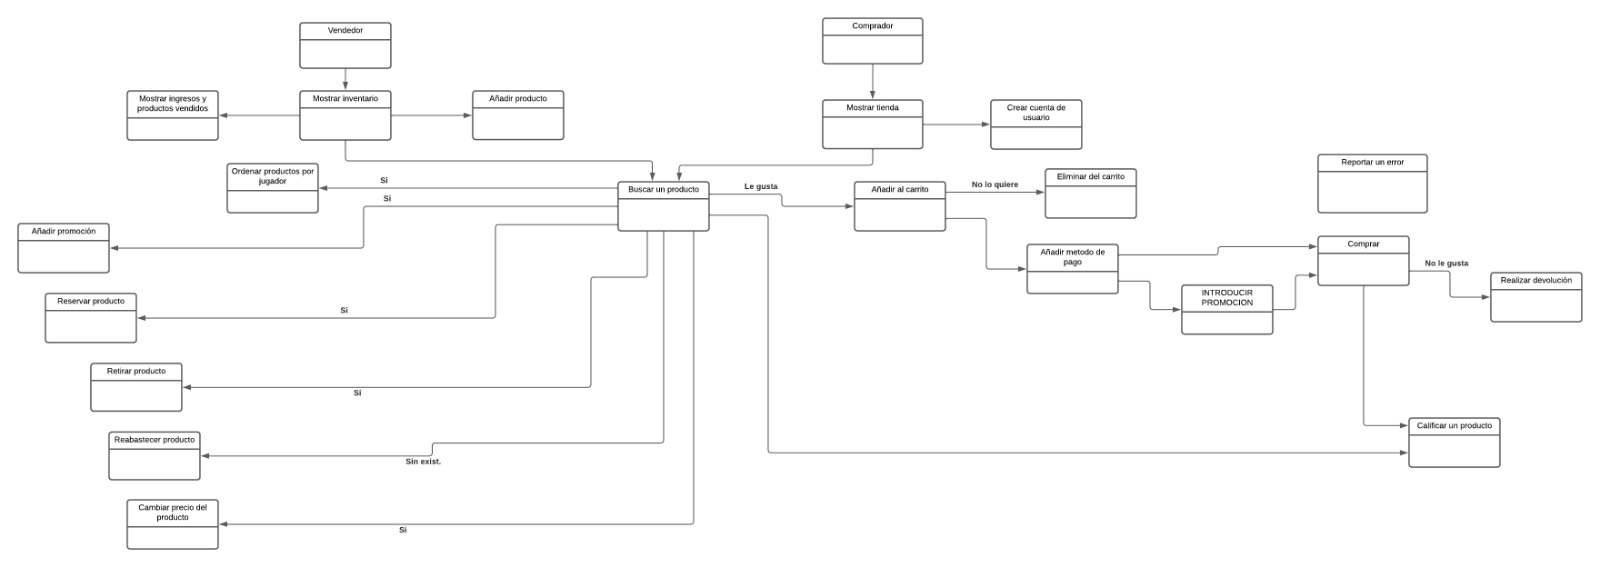 Vendedor
Comprador
Mostrar ingresos y
productos vendidos
Mostrar inventario
Añadir producto
Mostrar tienda
Crear cuenta de
usuario
Ordenar productos por
jugador
Si
Si
Buscar un producto
Le gusta
Añadir al carrito
No lo quiere
Eliminar del carrito
Reportar un error
Añadir promoción
Añadir metodo de
pago
Comprar
No le gusta
Realizar devolución
INTRODUCIR
PROMOCION
Reservar producto
Si
Retirar producto
Si
Reabastecer producto
Sin exist.
Calificar un producto
Cambiar precio del
producto
Si